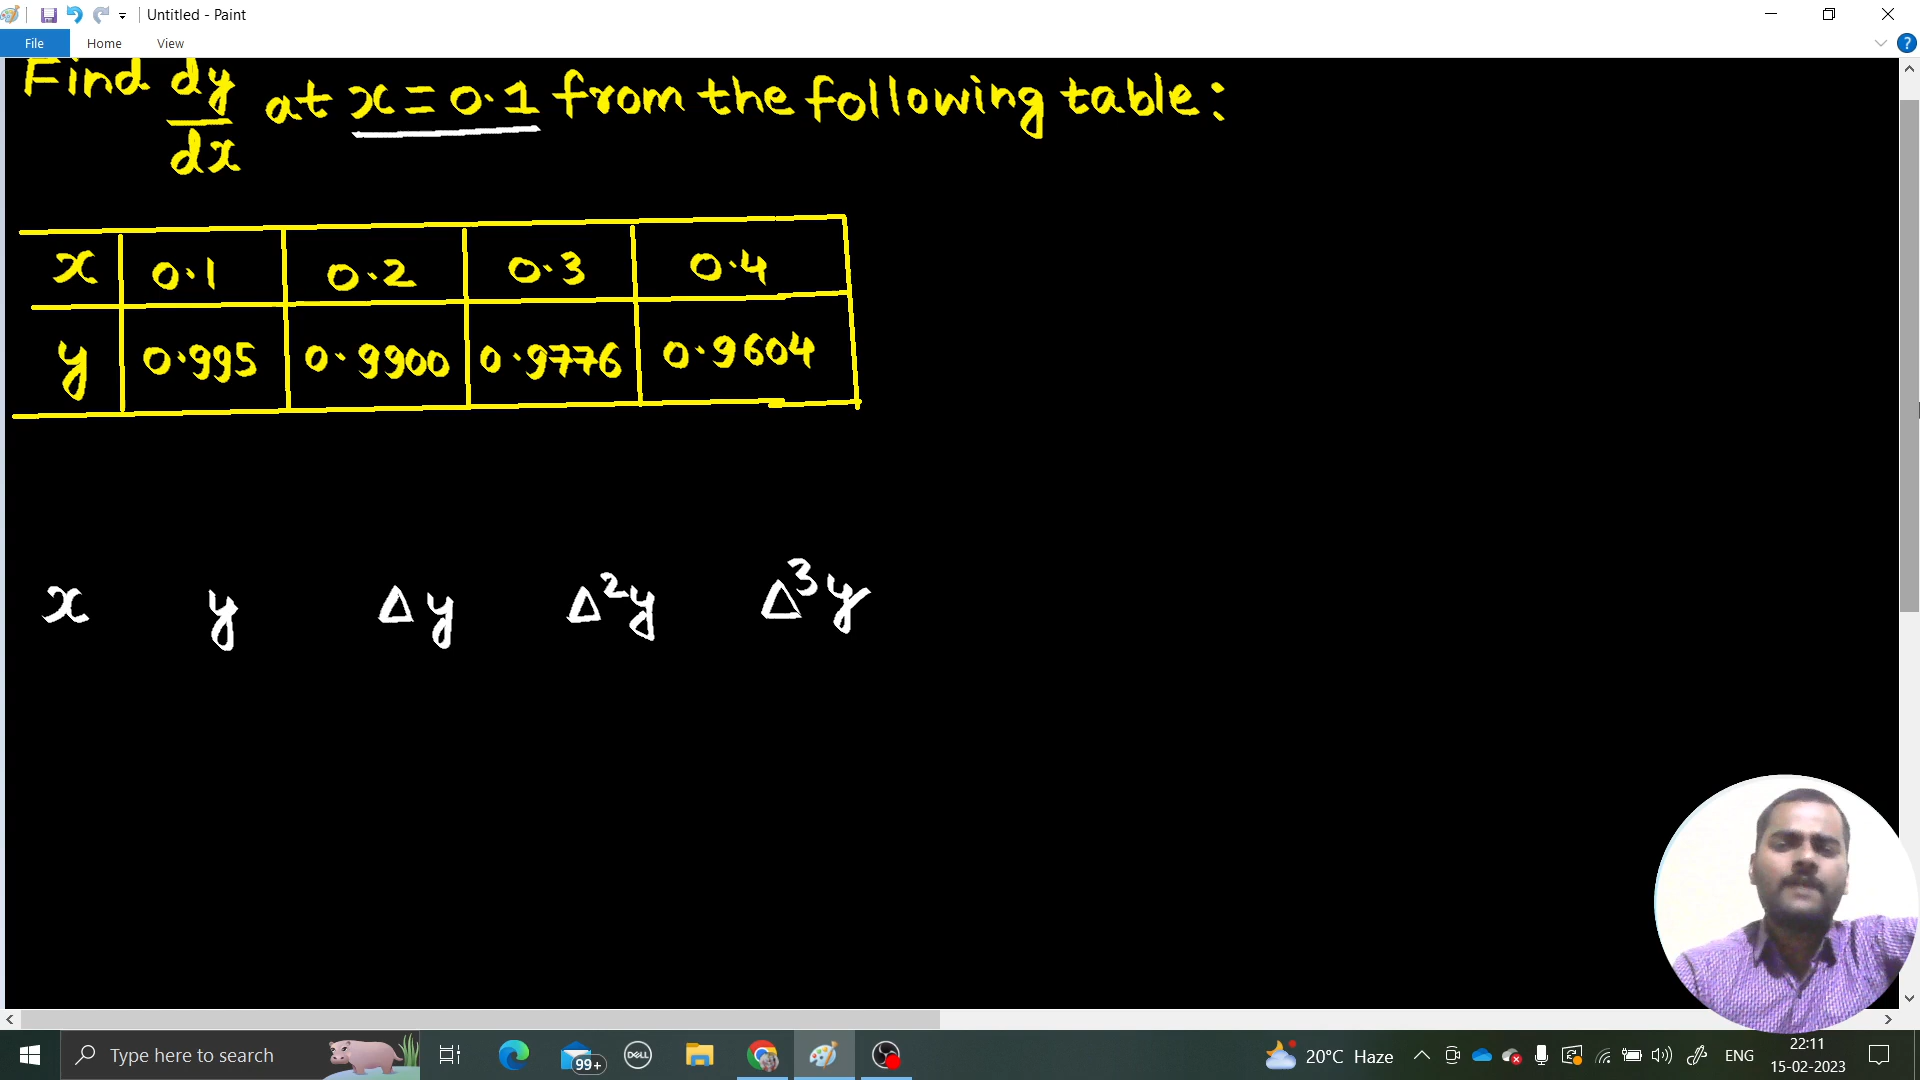 Untitled - Paint
File Home View
Find dy/dx at x = 0.1 from the following table:
x 0.1 0.2 0.3 0.4
y 0.995 0.9900 0.9776 0.9604
x y Δy Δ²y Δ³y
Type here to search
99+
DELL
20°C Haze
ENG
22:11
15-02-2023